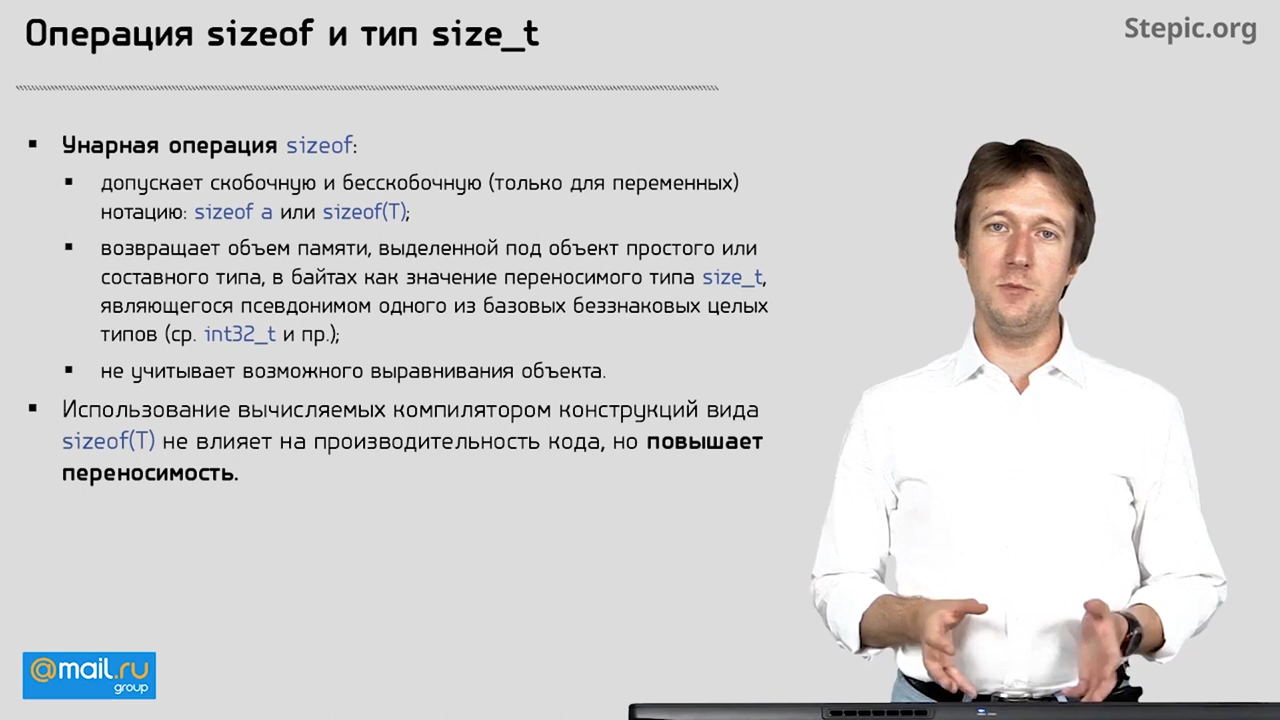 Операция sizeof и тип size_t
Stepic.org
Унарная операция sizeof:
допускает скобочную и бесскобочную (только для переменных)
нотацию: sizeof a или sizeof(T);
возвращает объем памяти, выделенной под объект простого или
составного типа, в байтах как значение переносимого типа size_t,
являющегося псевдонимом одного из базовых беззнаковых целых
типов (ср. int32_t и пр.);
не учитывает возможного выравнивания объекта.
Использование вычисляемых компилятором конструкций вида
sizeof(T) не влияет на производительность кода, но повышает
переносимость.
@mail.ru
group